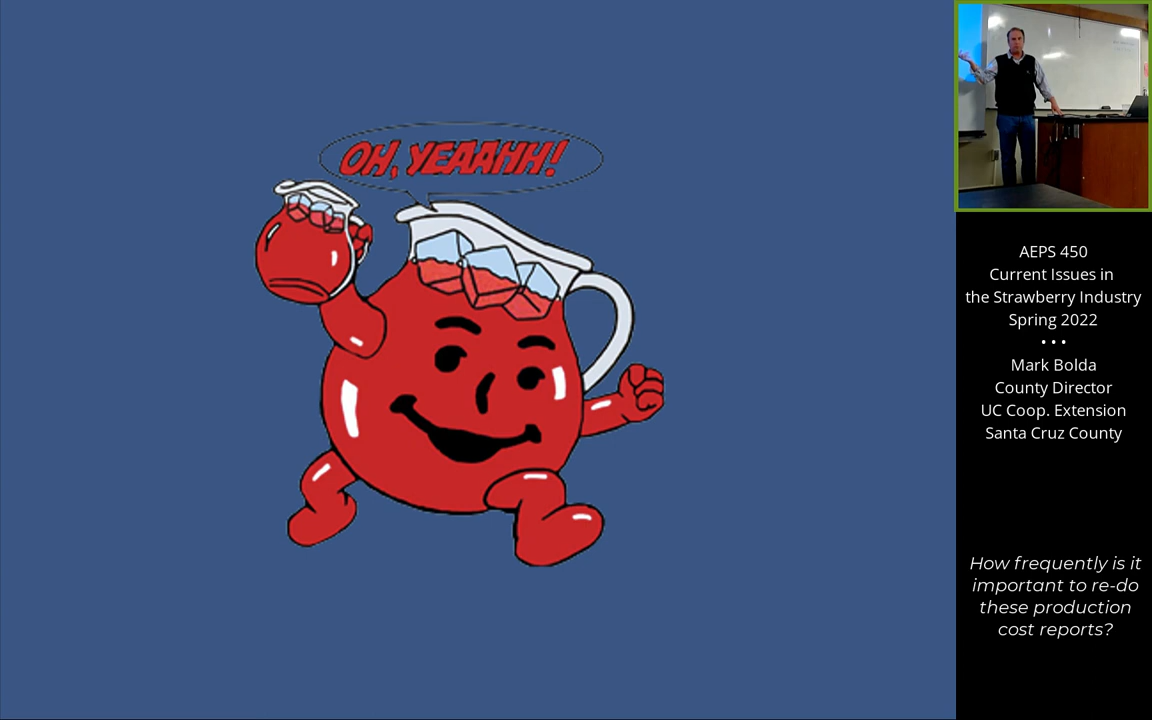 OH, YEAAHH!
AEPS 450
Current Issues in
the Strawberry Industry
Spring 2022
• • •
Mark Bolda
County Director
UC Coop. Extension
Santa Cruz County
How frequently is it
important to re-do
these production
cost reports?